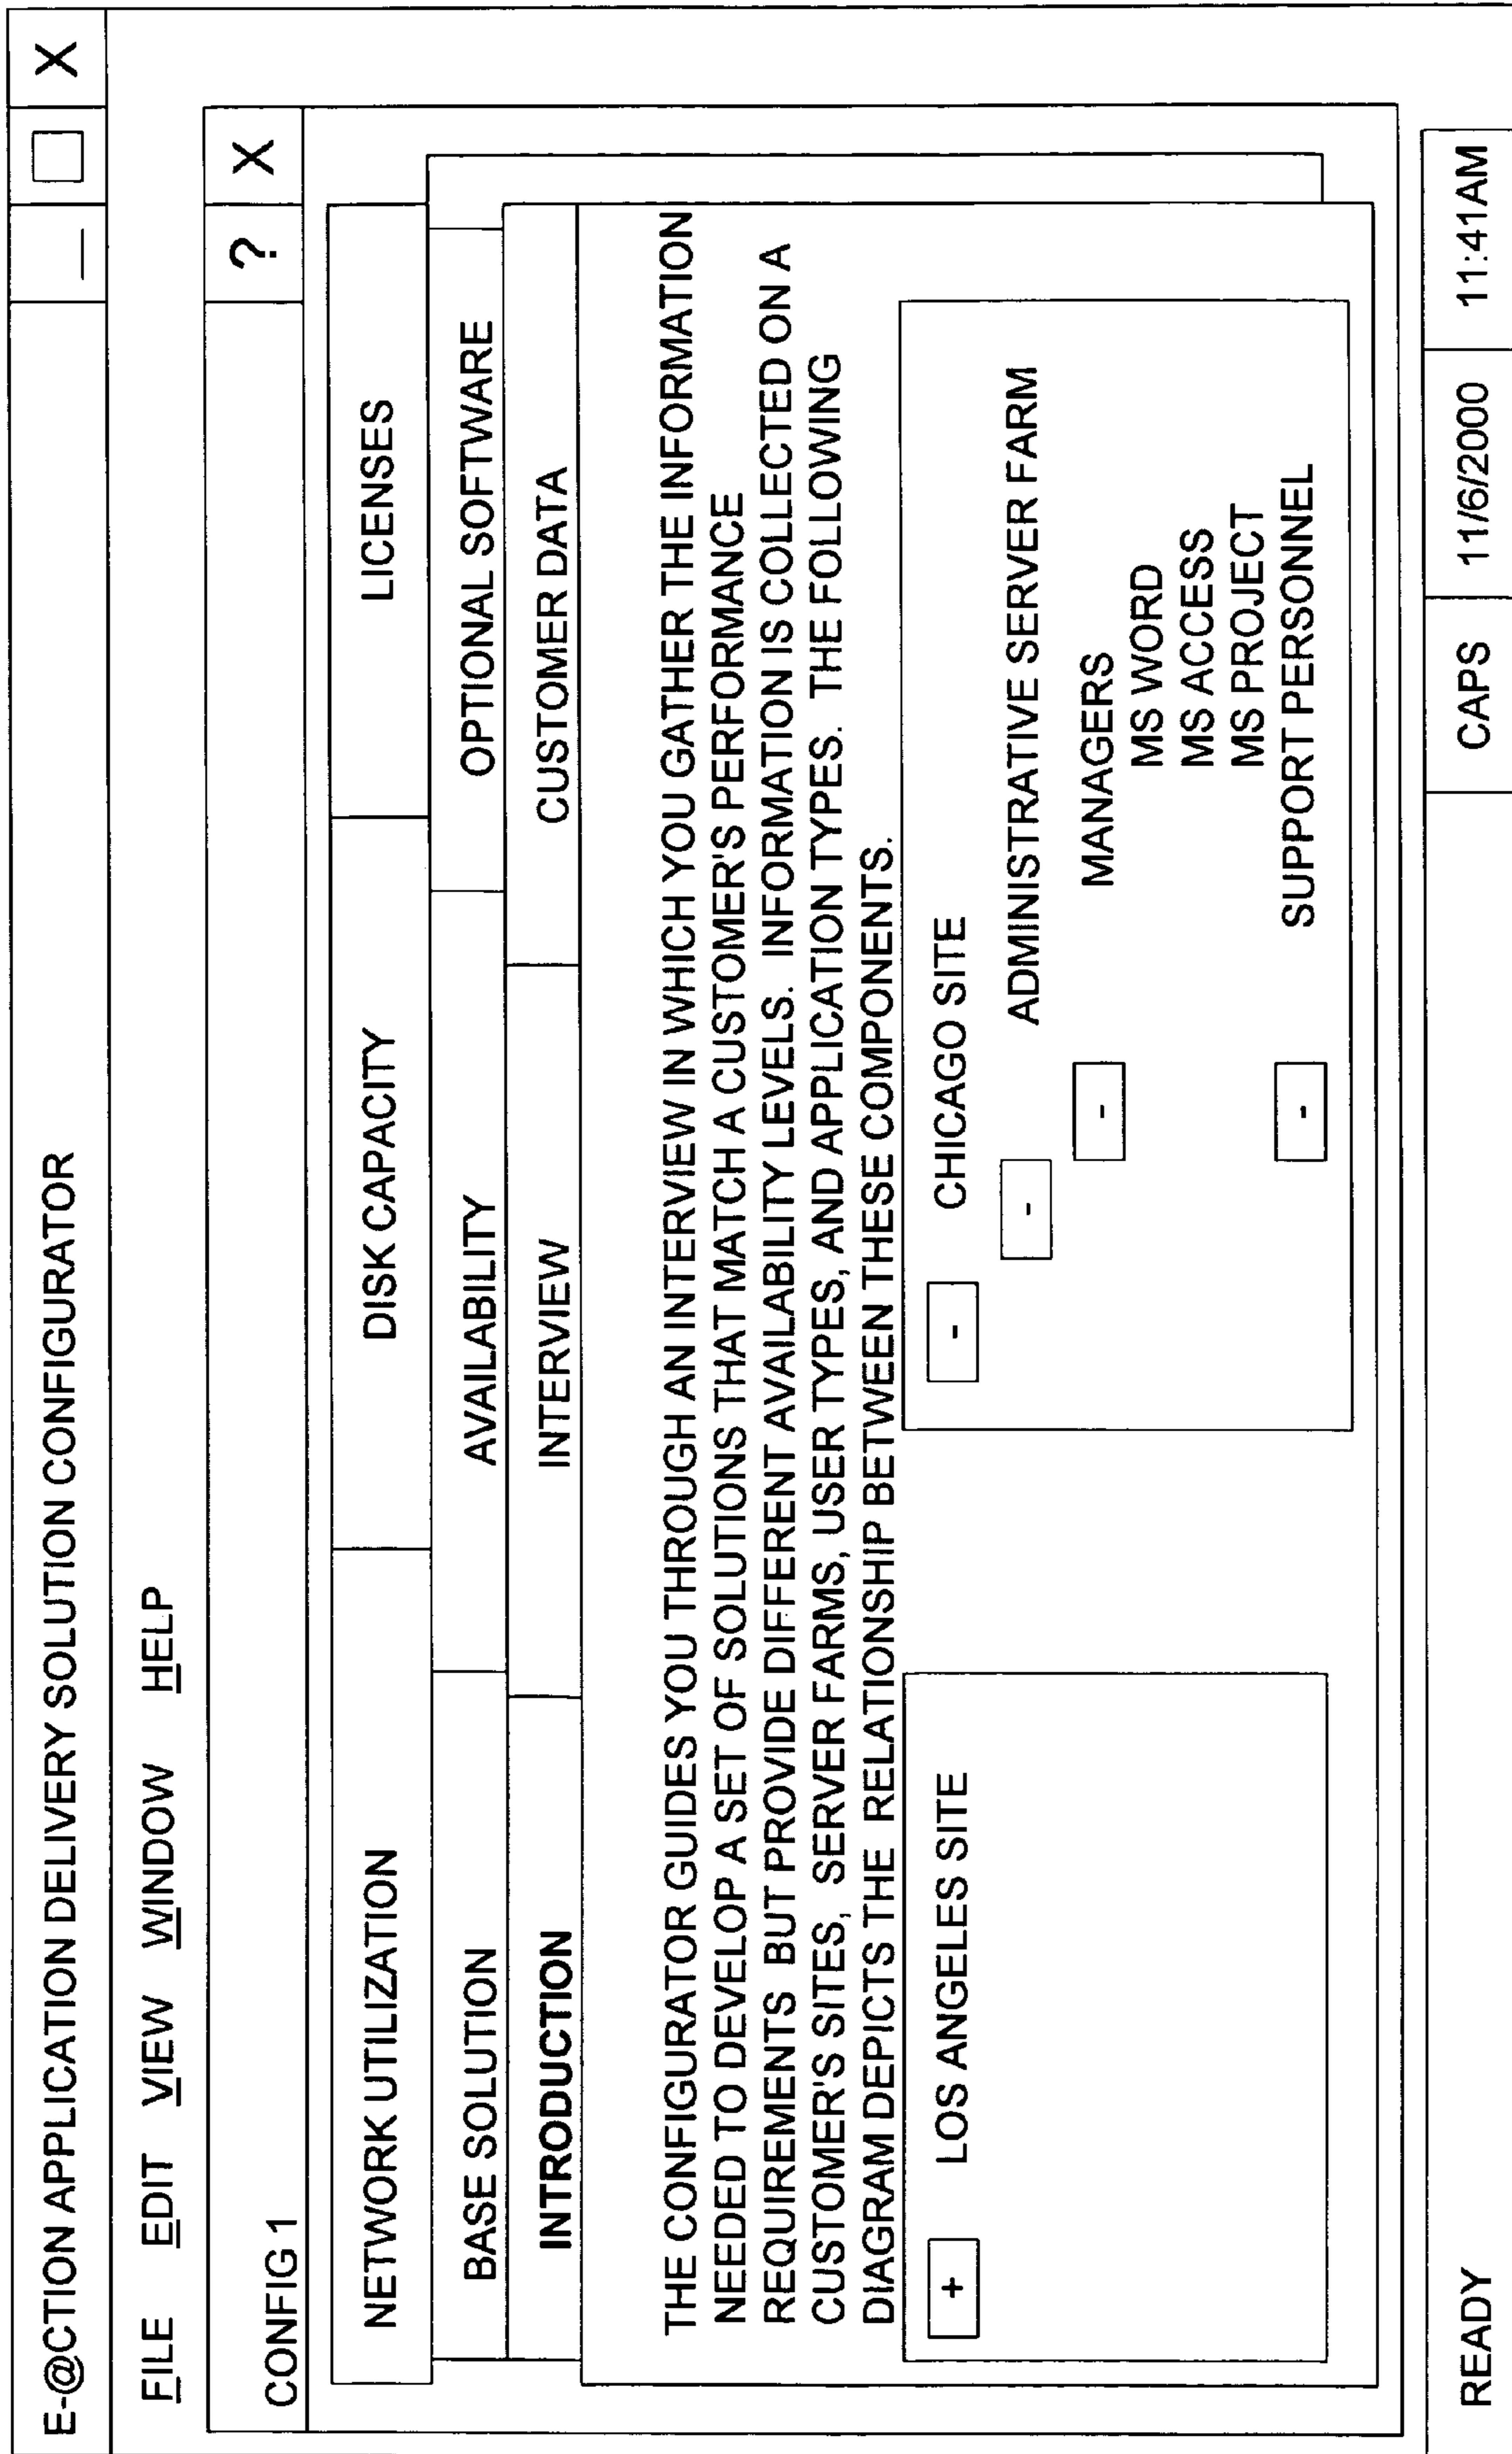 E-@CTION APPLICATION DELIVERY SOLUTION CONFIGURATOR — X
FILE EDIT VIEW WINDOW HELP
CONFIG 1 ? X
NETWORK UTILIZATION DISK CAPACITY LICENSES
BASE SOLUTION AVAILABILITY OPTIONAL SOFTWARE
INTRODUCTION INTERVIEW CUSTOMER DATA
THE CONFIGURATOR GUIDES YOU THROUGH AN INTERVIEW IN WHICH YOU GATHER THE INFORMATION
NEEDED TO DEVELOP A SET OF SOLUTIONS THAT MATCH A CUSTOMER'S PERFORMANCE
REQUIREMENTS BUT PROVIDE DIFFERENT AVAILABILITY LEVELS. INFORMATION IS COLLECTED ON A
CUSTOMER'S SITES, SERVER FARMS, USER TYPES, AND APPLICATION TYPES. THE FOLLOWING
DIAGRAM DEPICTS THE RELATIONSHIP BETWEEN THESE COMPONENTS.
+ LOS ANGELES SITE
- CHICAGO SITE
- ADMINISTRATIVE SERVER FARM
- MANAGERS
MS WORD
MS ACCESS
MS PROJECT
- SUPPORT PERSONNEL
READY CAPS 11/6/2000 11:41AM